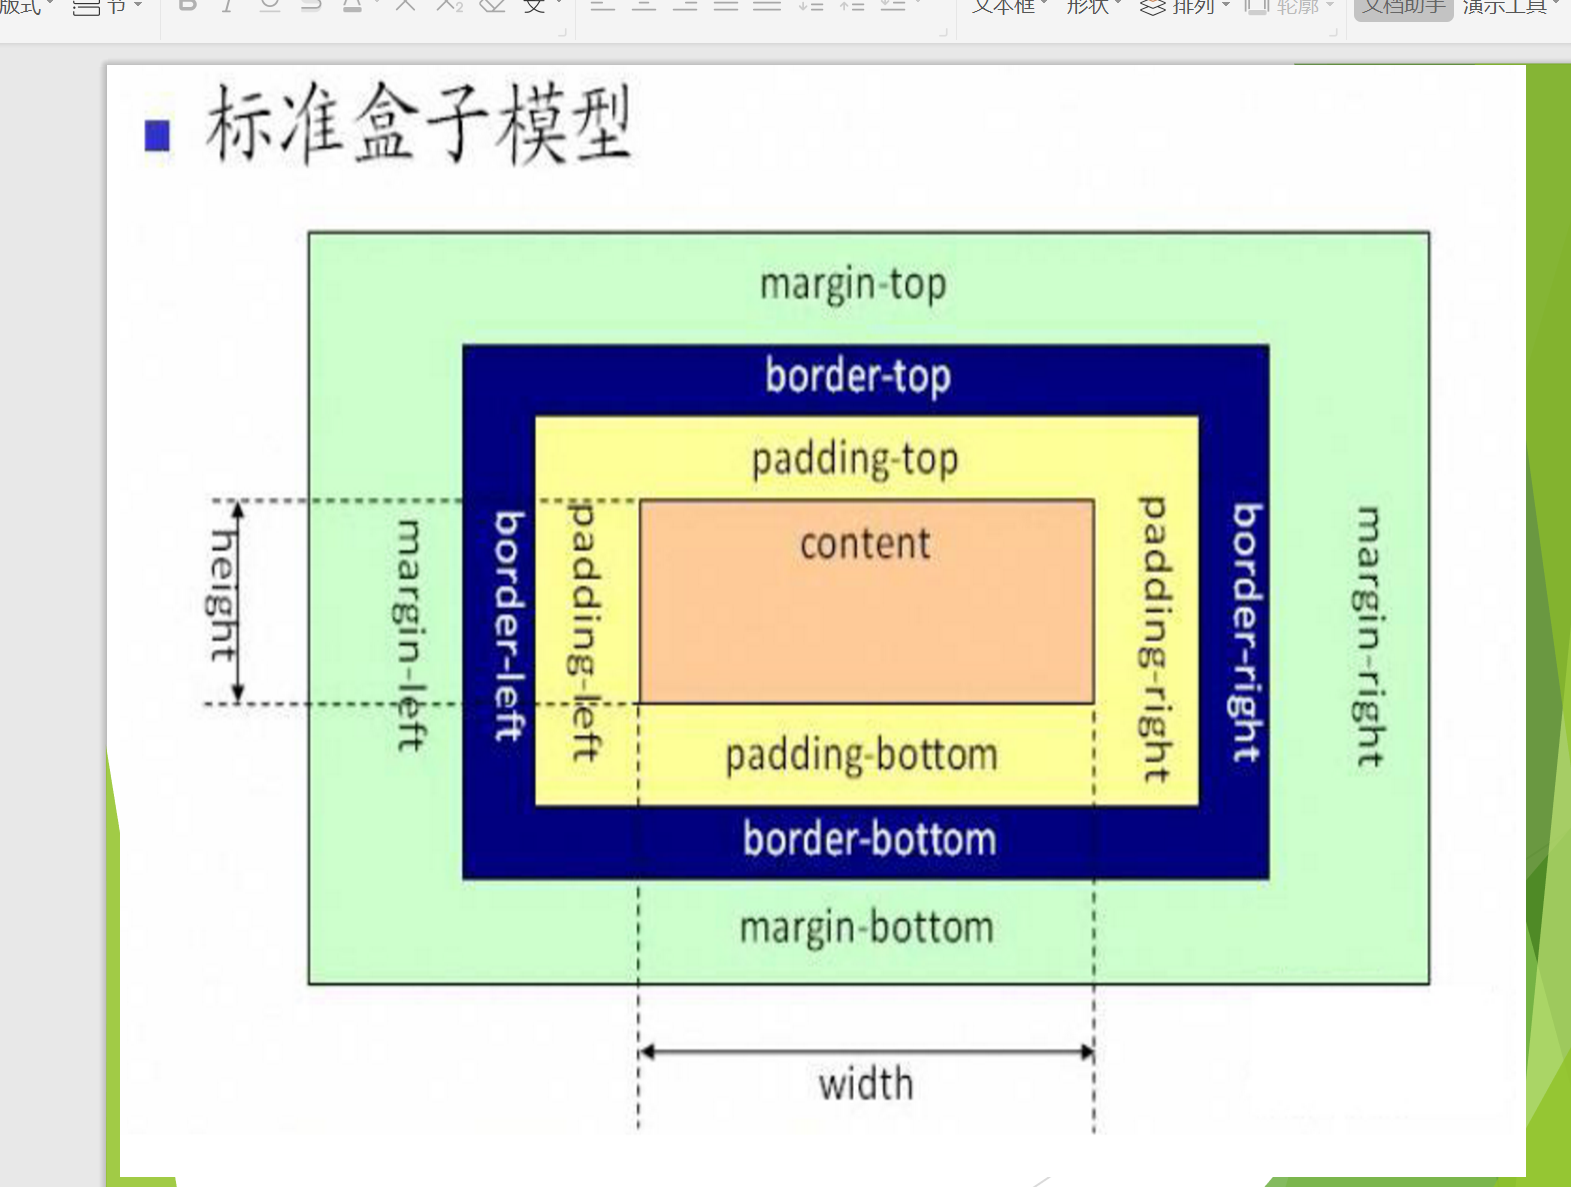 版式 节 B I U S A X X₂ 变 文本框 形状 排列 轮廓 文档助手 演示工具
标准盒子模型
margin-top
border-top
padding-top
content
height
margin-left
border-left
padding-left
padding-right
border-right
margin-right
padding-bottom
border-bottom
margin-bottom
width